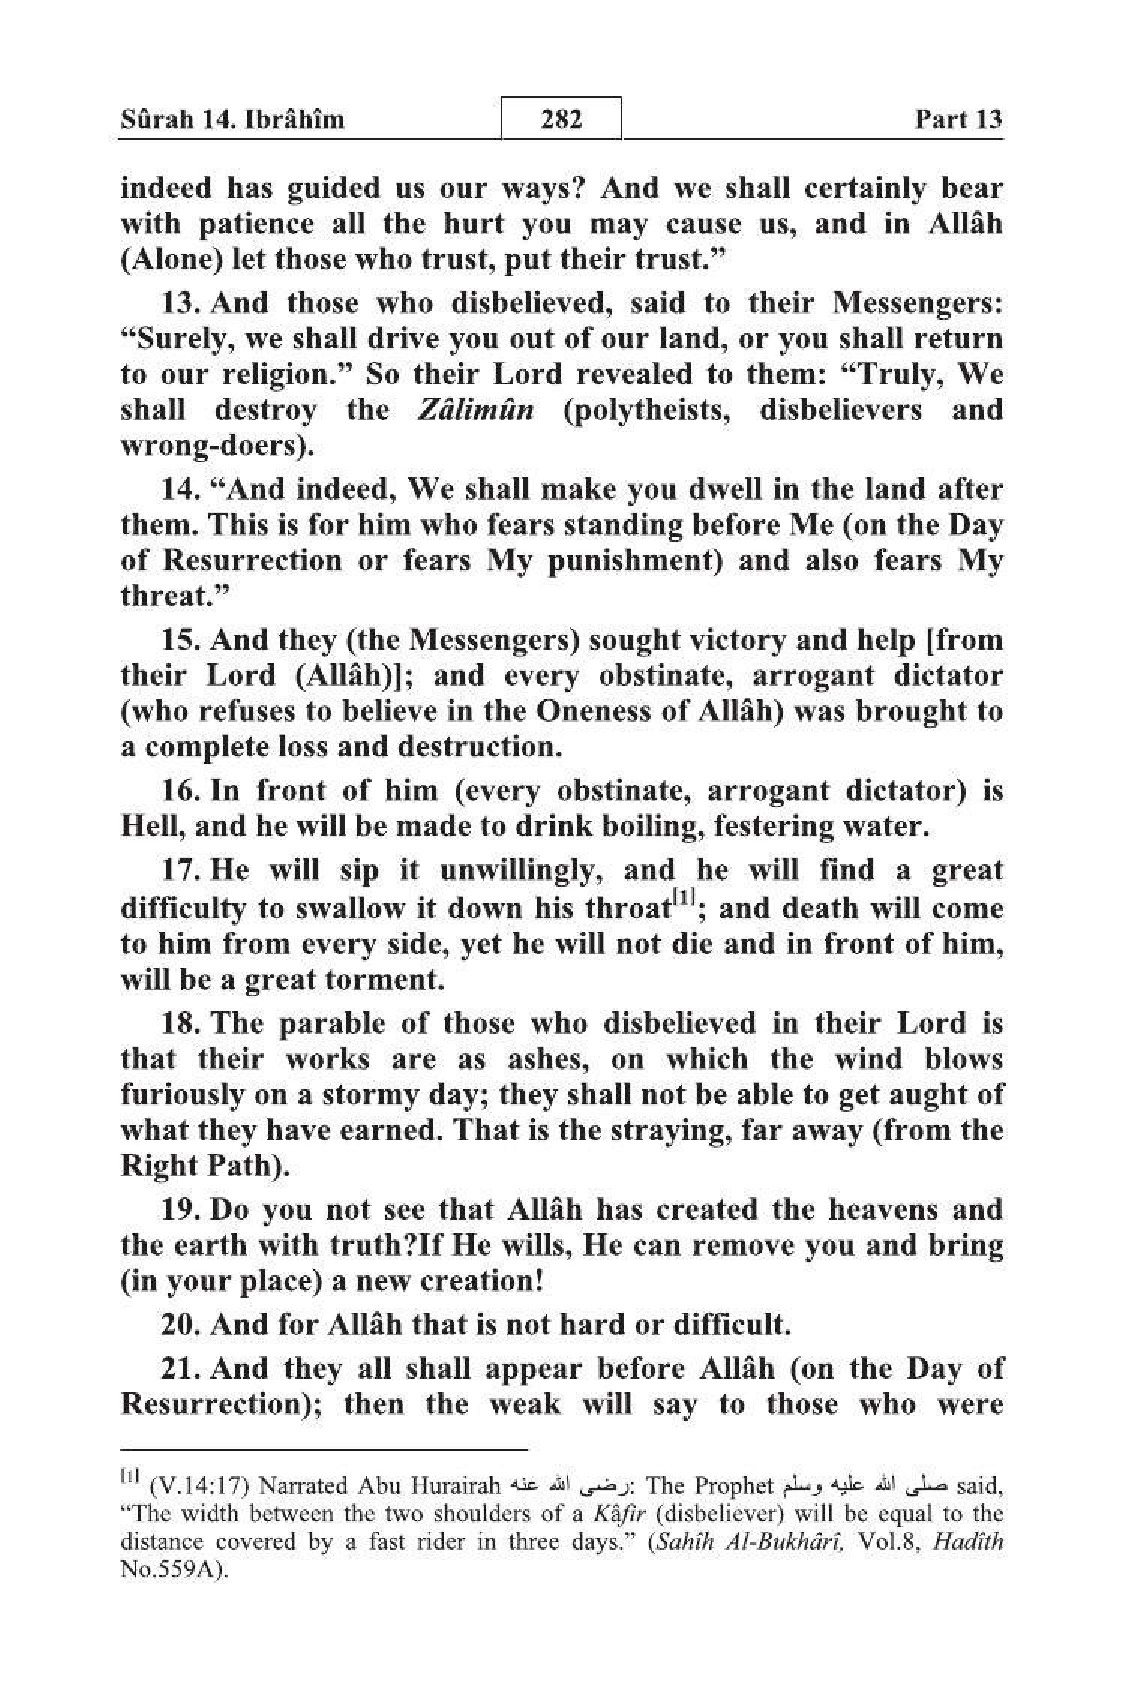 Sûrah 14. Ibrâhîm 282 Part 13
indeed has guided us our ways? And we shall certainly bear
with patience all the hurt you may cause us, and in Allâh
(Alone) let those who trust, put their trust.”
13. And those who disbelieved, said to their Messengers:
“Surely, we shall drive you out of our land, or you shall return
to our religion.” So their Lord revealed to them: “Truly, We
shall destroy the Zâlimûn (polytheists, disbelievers and
wrong-doers).
14. “And indeed, We shall make you dwell in the land after
them. This is for him who fears standing before Me (on the Day
of Resurrection or fears My punishment) and also fears My
threat.”
15. And they (the Messengers) sought victory and help [from
their Lord (Allâh)]; and every obstinate, arrogant dictator
(who refuses to believe in the Oneness of Allâh) was brought to
a complete loss and destruction.
16. In front of him (every obstinate, arrogant dictator) is
Hell, and he will be made to drink boiling, festering water.
17. He will sip it unwillingly, and he will find a great
difficulty to swallow it down his throat[1]; and death will come
to him from every side, yet he will not die and in front of him,
will be a great torment.
18. The parable of those who disbelieved in their Lord is
that their works are as ashes, on which the wind blows
furiously on a stormy day; they shall not be able to get aught of
what they have earned. That is the straying, far away (from the
Right Path).
19. Do you not see that Allâh has created the heavens and
the earth with truth?If He wills, He can remove you and bring
(in your place) a new creation!
20. And for Allâh that is not hard or difficult.
21. And they all shall appear before Allâh (on the Day of
Resurrection); then the weak will say to those who were
[1] (V.14:17) Narrated Abu Hurairah رضى الله عنه: The Prophet صلى الله عليه وسلم said,
“The width between the two shoulders of a Kâfir (disbeliever) will be equal to the
distance covered by a fast rider in three days.” (Sahîh Al-Bukhârî, Vol.8, Hadîth
No.559A).